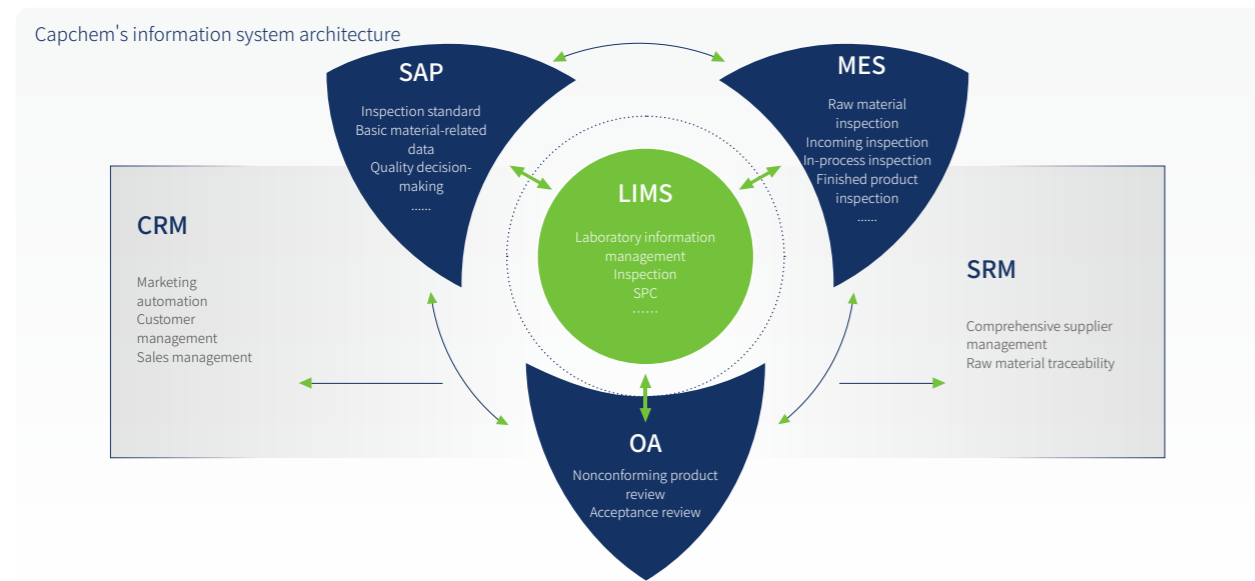 Capchem's information system architecture
SAP
Inspection standard
Basic material-related
data
Quality decision-
making
......
MES
Raw material
inspection
Incoming inspection
In-process inspection
Finished product
inspection
......
LIMS
Laboratory information
management
Inspection
SPC
......
CRM
Marketing
automation
Customer
management
Sales management
SRM
Comprehensive supplier
management
Raw material traceability
OA
Nonconforming product
review
Acceptance review